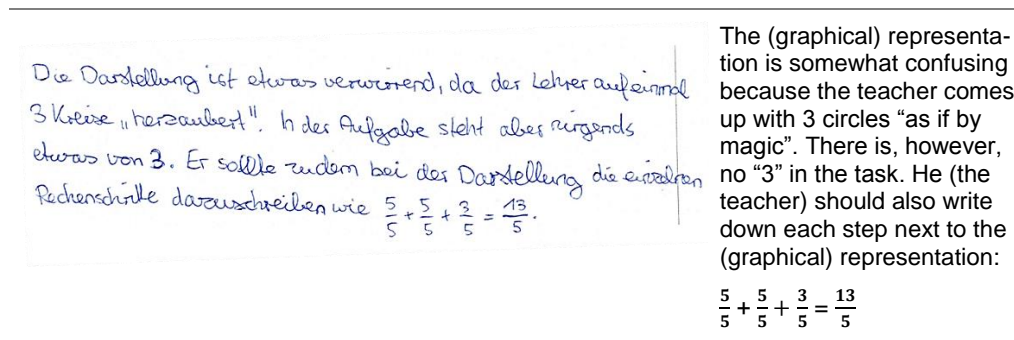 Die Darstellung ist etwas verwirrend, da der Lehrer aufeinmal
3 Kreise „herzaubert". In der Aufgabe steht aber nirgends
etwas von 3. Er sollte zudem bei der Darstellung die einzelnen
Rechenschritte dazuschreiben wie 5/5 + 5/5 + 3/5 = 13/5.
The (graphical) representa-
tion is somewhat confusing
because the teacher comes
up with 3 circles “as if by
magic”. There is, however,
no “3” in the task. He (the
teacher) should also write
down each step next to the
(graphical) representation:
5/5 + 5/5 + 3/5 = 13/5